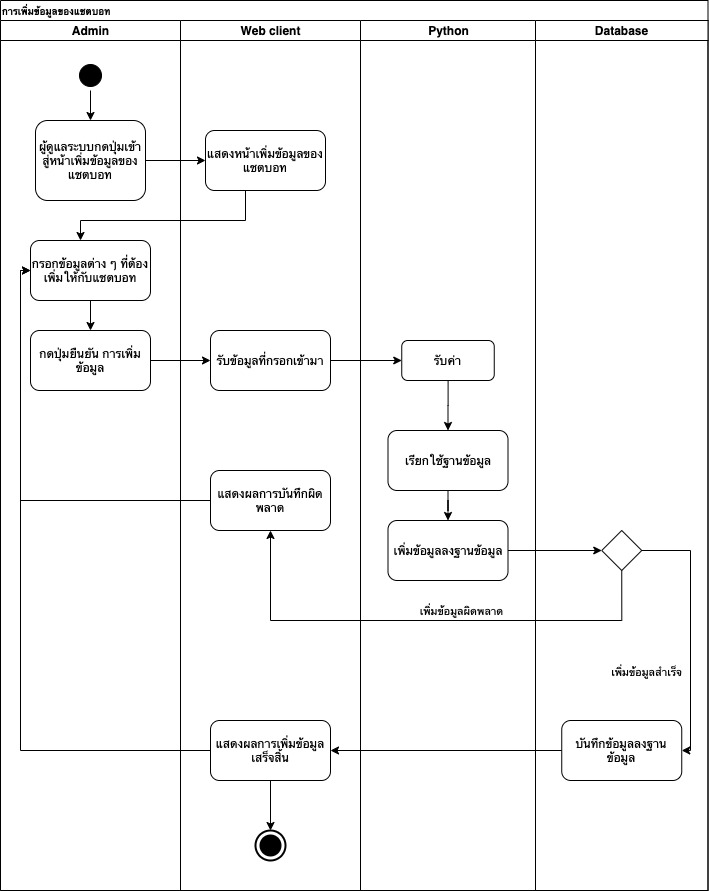 การเพิ่มข้อมูลของแชตบอท
Admin
Web client
Python
Database
ผู้ดูแลระบบกดปุ่มเข้า
สู่หน้าเพิ่มข้อมูลของ
แชตบอท
แสดงหน้าเพิ่มข้อมูลของ
แชตบอท
กรอกข้อมูลต่าง ๆ ที่ต้อง
เพิ่มให้กับแชตบอท
กดปุ่มยืนยัน การเพิ่ม
ข้อมูล
รับข้อมูลที่กรอกเข้ามา
รับค่า
เรียกใช้ฐานข้อมูล
แสดงผลการบันทึกผิด
พลาด
เพิ่มข้อมูลลงฐานข้อมูล
เพิ่มข้อมูลผิดพลาด
เพิ่มข้อมูลสำเร็จ
แสดงผลการเพิ่มข้อมูล
เสร็จสิ้น
บันทึกข้อมูลลงฐาน
ข้อมูล